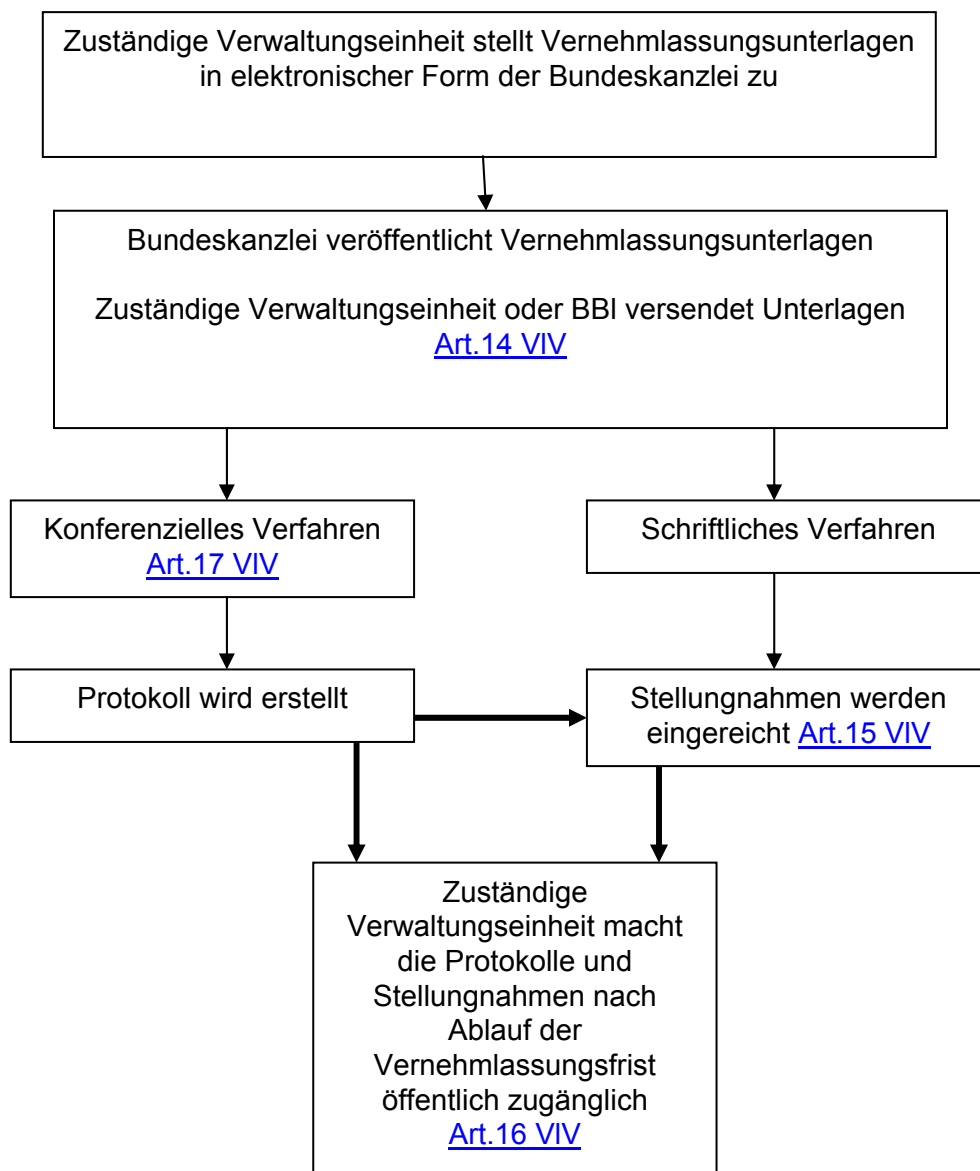 Zuständige Verwaltungseinheit stellt Vernehmlassungsunterlagen
in elektronischer Form der Bundeskanzlei zu
Bundeskanzlei veröffentlicht Vernehmlassungsunterlagen
Zuständige Verwaltungseinheit oder BBl versendet Unterlagen
Art.14 VlV
Konferenzielles Verfahren
Art.17 VlV
Schriftliches Verfahren
Protokoll wird erstellt
Stellungnahmen werden
eingereicht Art.15 VlV
Zuständige
Verwaltungseinheit macht
die Protokolle und
Stellungnahmen nach
Ablauf der
Vernehmlassungsfrist
öffentlich zugänglich
Art.16 VlV